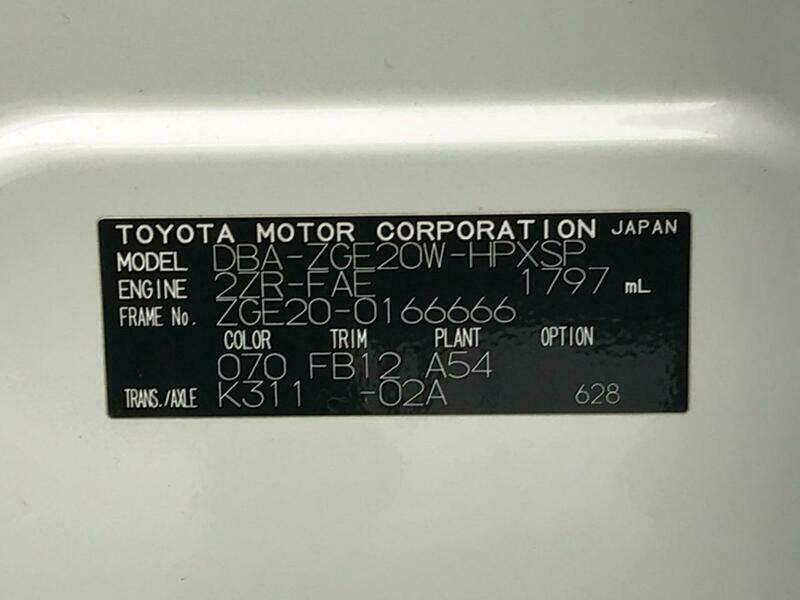 TOYOTA MOTOR CORPORATION JAPAN
MODEL DBA-ZGE20W-HPXSP
ENGINE 2ZR-FAE 1797 mL
FRAME No. ZGE20-0166666
COLOR TRIM PLANT OPTION
070 FB12 A54
TRANS./AXLE K311 -02A 628